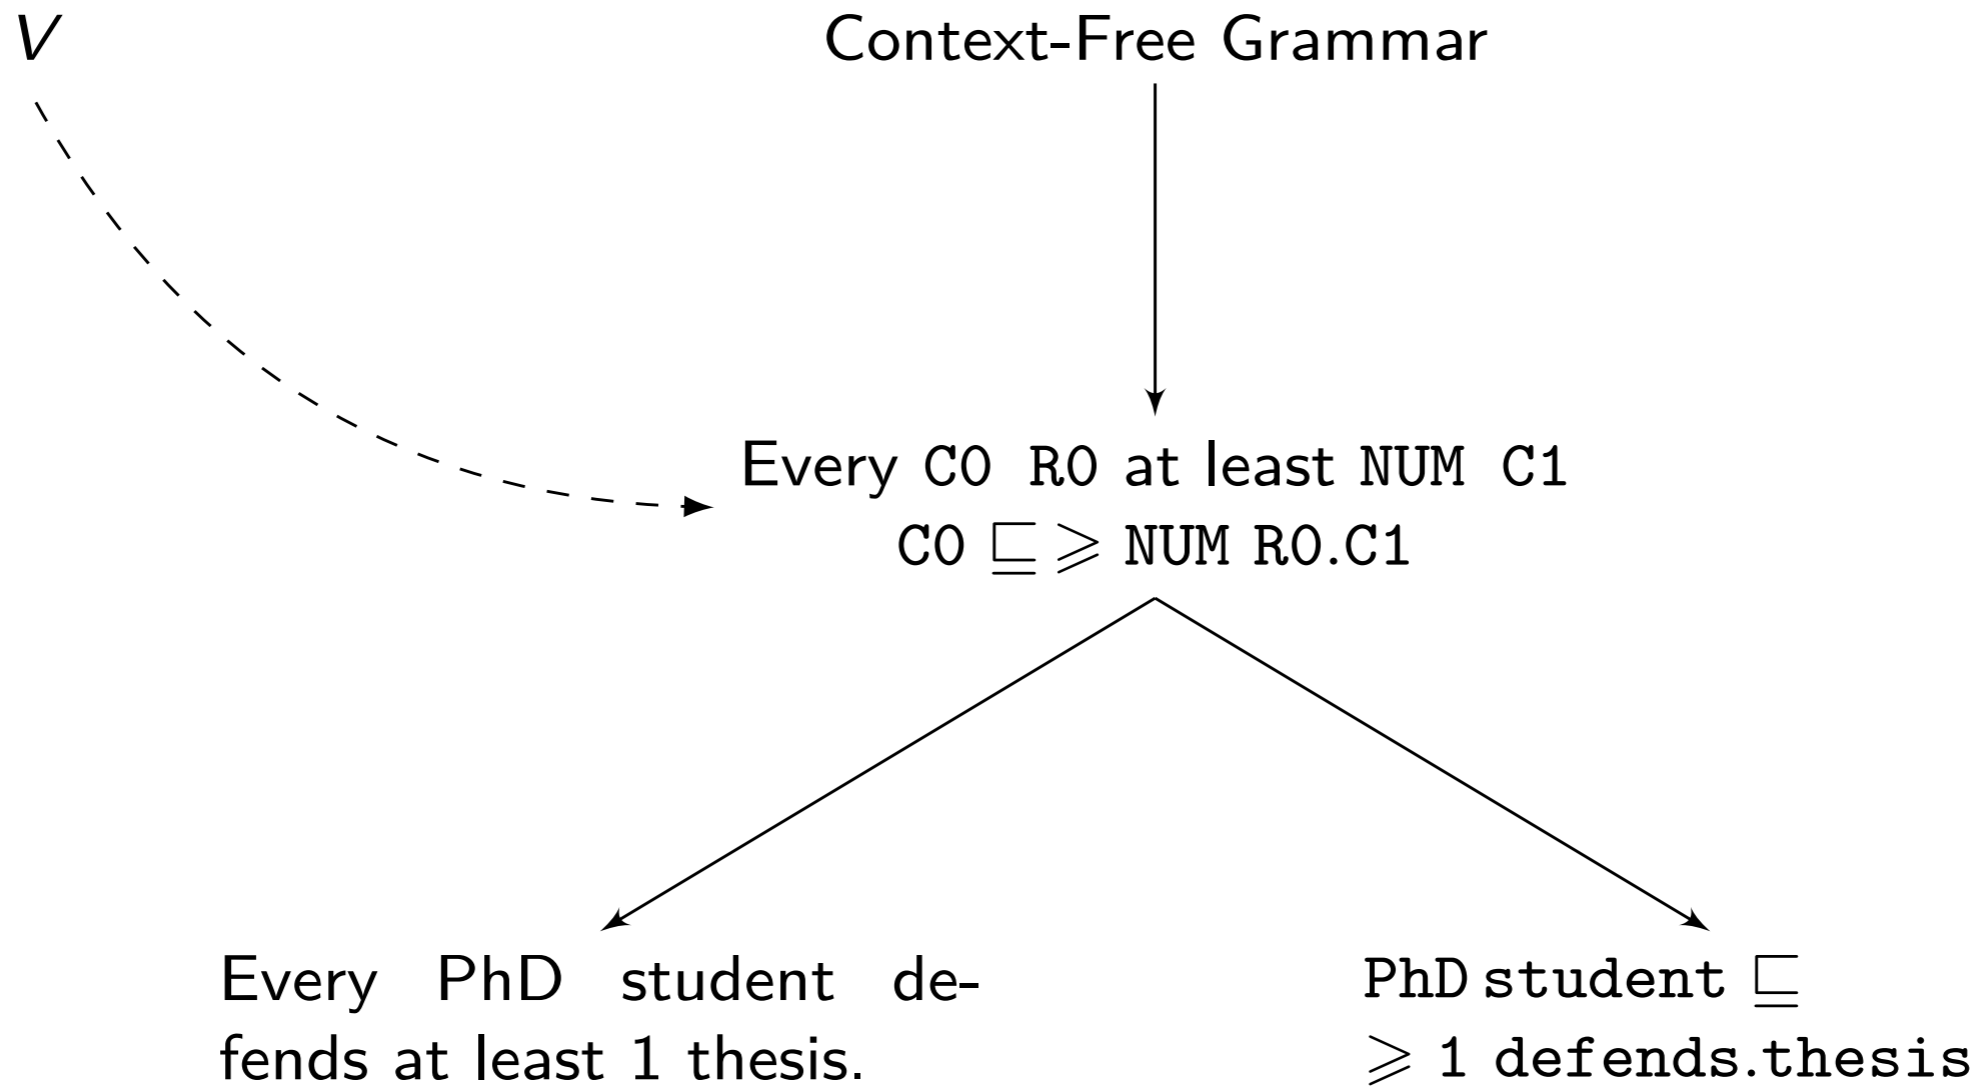 V
Context-Free Grammar
Every C0 R0 at least NUM C1
C0 ⊑ ⩾ NUM R0.C1
Every PhD student de-
fends at least 1 thesis.
PhD student ⊑
⩾ 1 defends.thesis